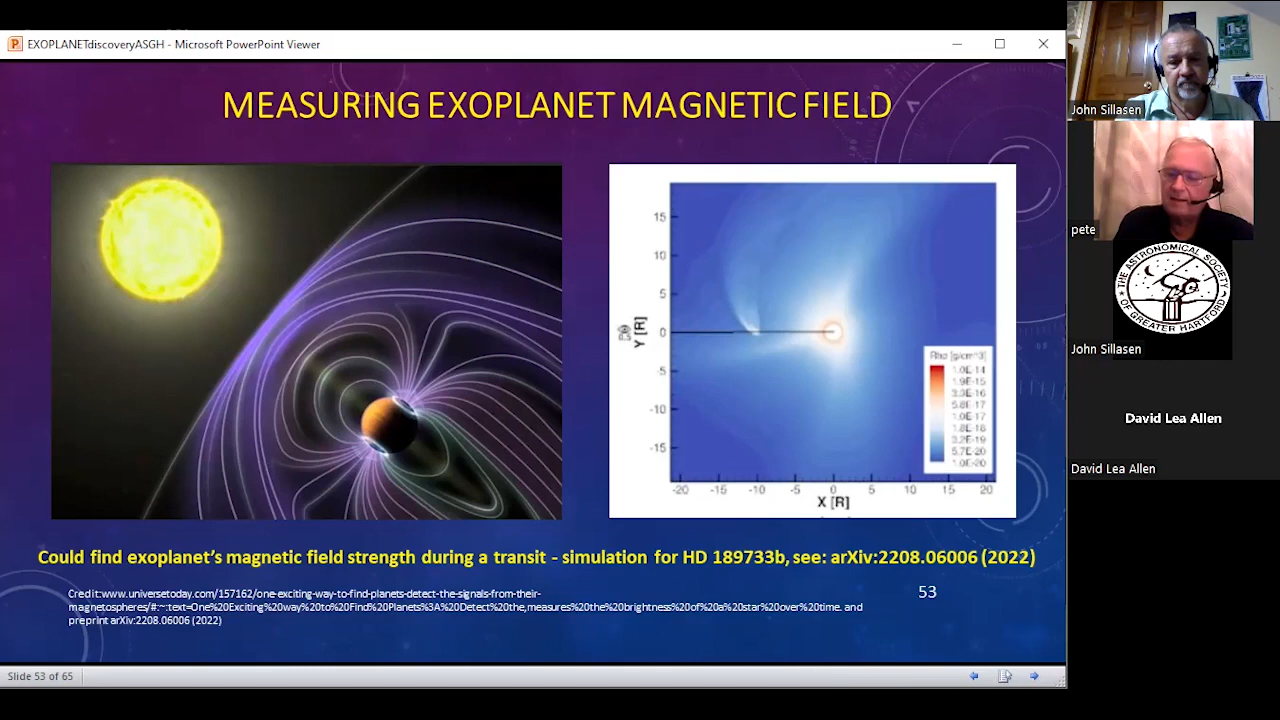 EXOPLANETdiscoveryASGH - Microsoft PowerPoint Viewer
MEASURING EXOPLANET MAGNETIC FIELD
15
10
5
0
-5
-10
-15
Y [R]
-20 -15 -10 -5 0 5 10 15 20
X [R]
Rho [g/cm^3]
1.0E-14
1.9E-15
3.3E-16
5.8E-17
1.0E-17
1.8E-18
3.2E-19
5.7E-20
1.0E-20
Could find exoplanet's magnetic field strength during a transit - simulation for HD 189733b, see: arXiv:2208.06006 (2022)
Credit:www.universetoday.com/157162/one-exciting-way-to-find-planets-detect-the-signals-from-their-
magnetospheres/#:~:text=One%20Exciting%20way%20to%20Find%20Planets%3A%20Detect%20the,measures%20the%20brightness%20of%20a%20star%20over%20time. and
preprint arXiv:2208.06006 (2022)
53
Slide 53 of 65
John Sillasen
pete
THE ASTRONOMICAL SOCIETY
OF GREATER HARTFORD
John Sillasen
David Lea Allen
David Lea Allen